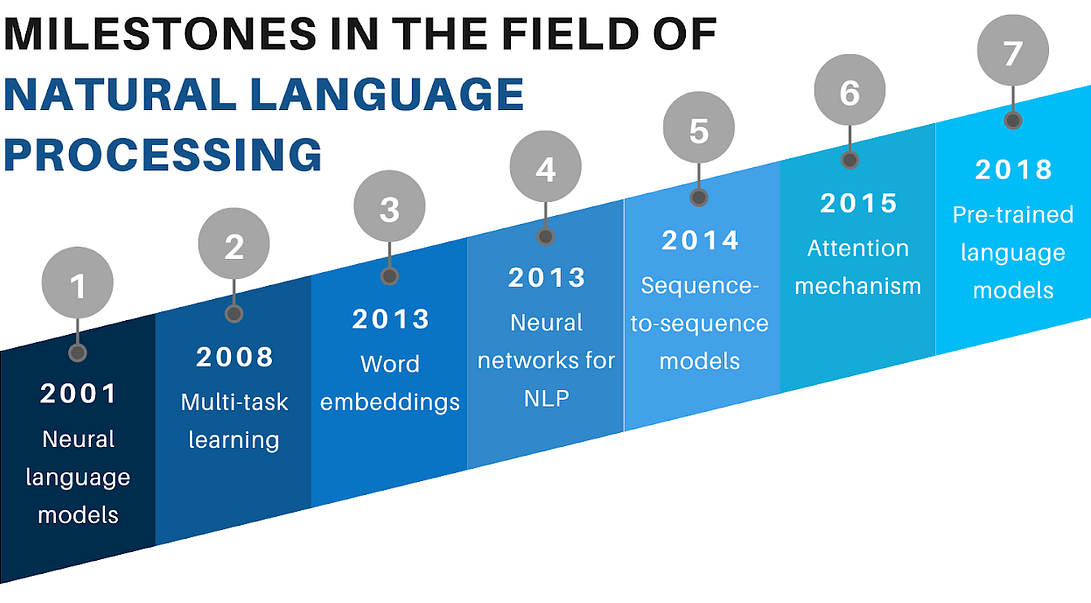 MILESTONES IN THE FIELD OF
NATURAL LANGUAGE
PROCESSING
1
2001
Neural
language
models
2
2008
Multi-task
learning
3
2013
Word
embeddings
4
2013
Neural
networks for
NLP
5
2014
Sequence-
to-sequence
models
6
2015
Attention
mechanism
7
2018
Pre-trained
language
models